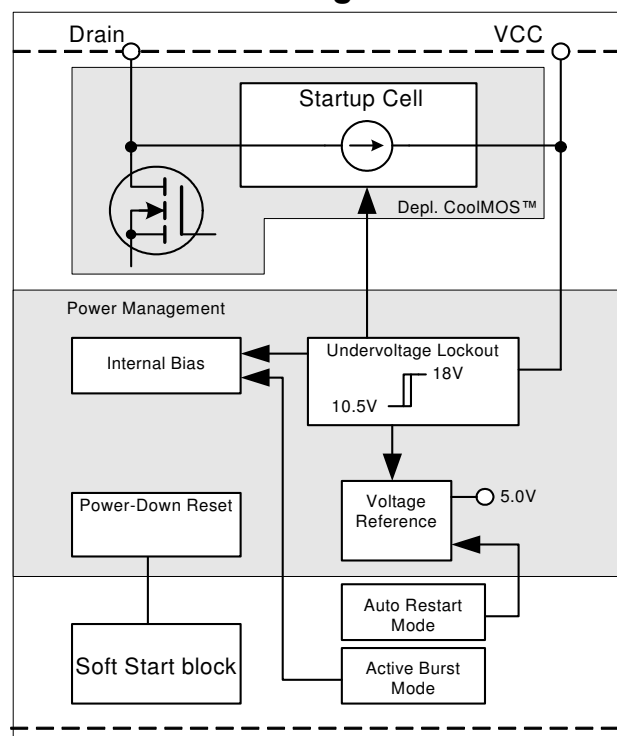 Drain
VCC
Startup Cell
Depl. CoolMOS™
Power Management
Internal Bias
Undervoltage Lockout
18V
10.5V
Power-Down Reset
Voltage
Reference
5.0V
Auto Restart
Mode
Soft Start block
Active Burst
Mode